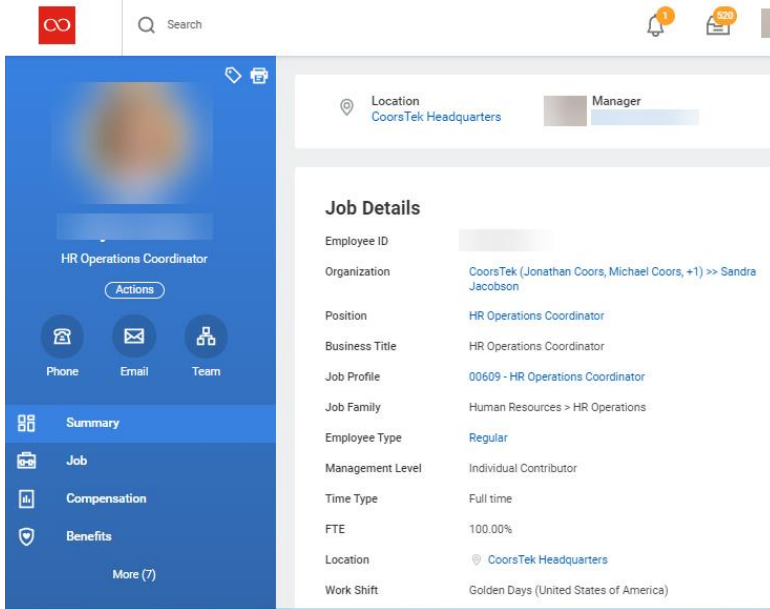 Search
1
520
HR Operations Coordinator
Actions
Phone Email Team
Summary
Job
Compensation
Benefits
More (7)
Location
CoorsTek Headquarters
Manager
Job Details
Employee ID
Organization CoorsTek (Jonathan Coors, Michael Coors, +1) >> Sandra
Jacobson
Position HR Operations Coordinator
Business Title HR Operations Coordinator
Job Profile 00609 - HR Operations Coordinator
Job Family Human Resources > HR Operations
Employee Type Regular
Management Level Individual Contributor
Time Type Full time
FTE 100.00%
Location CoorsTek Headquarters
Work Shift Golden Days (United States of America)